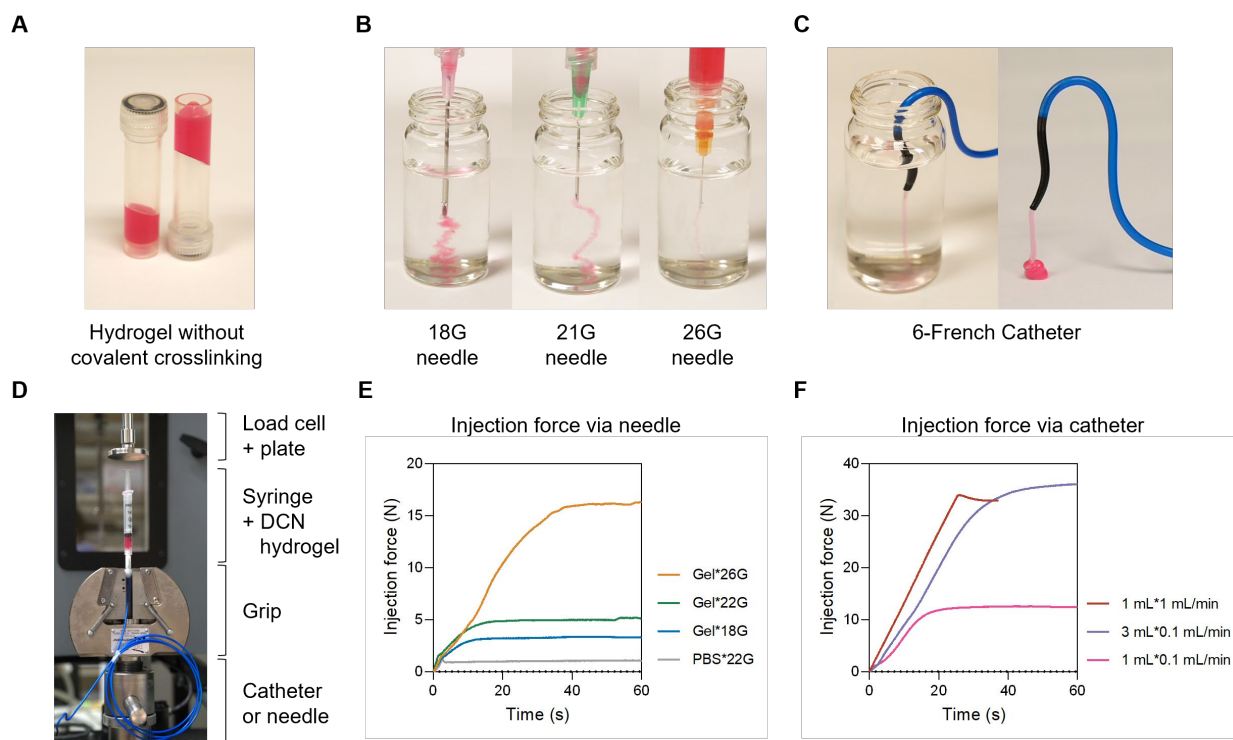 A
B
C
Hydrogel without
covalent crosslinking
18G
needle
21G
needle
26G
needle
6-French Catheter
D
Load cell
+ plate
Syringe
+ DCN
hydrogel
Grip
Catheter
or needle
E
Injection force via needle
Injection force (N)
20
15
10
5
0
0
20
40
60
Time (s)
Gel*26G
Gel*22G
Gel*18G
PBS*22G
F
Injection force via catheter
Injection force (N)
40
30
20
10
0
0
20
40
60
Time (s)
1 mL*1 mL/min
3 mL*0.1 mL/min
1 mL*0.1 mL/min